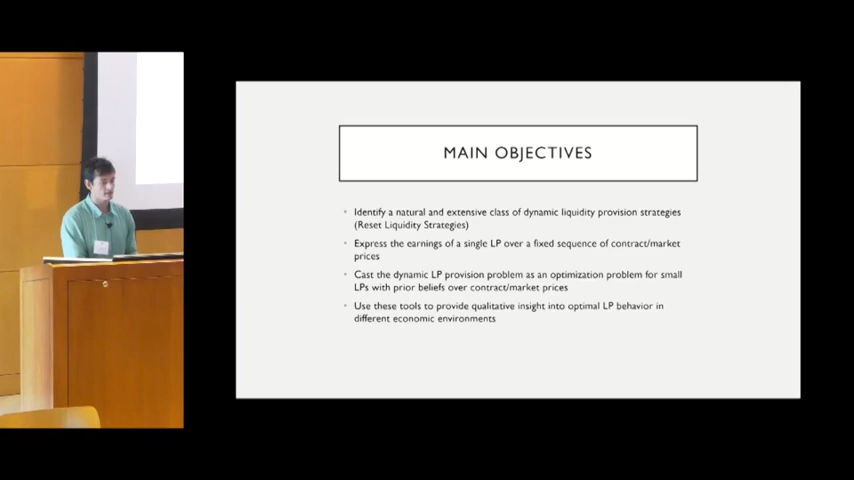 MAIN OBJECTIVES
Identify a natural and extensive class of dynamic liquidity provision strategies
(Reset Liquidity Strategies)
Express the earnings of a single LP over a fixed sequence of contract/market
prices
Cast the dynamic LP provision problem as an optimization problem for small
LPs with prior beliefs over contract/market prices
Use these tools to provide qualitative insight into optimal LP behavior in
different economic environments